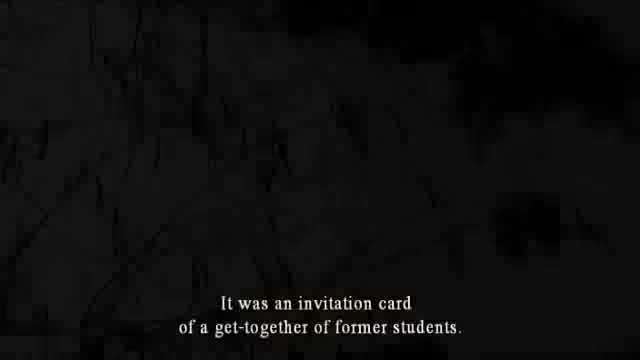 It was an invitation card
of a get-together of former students.